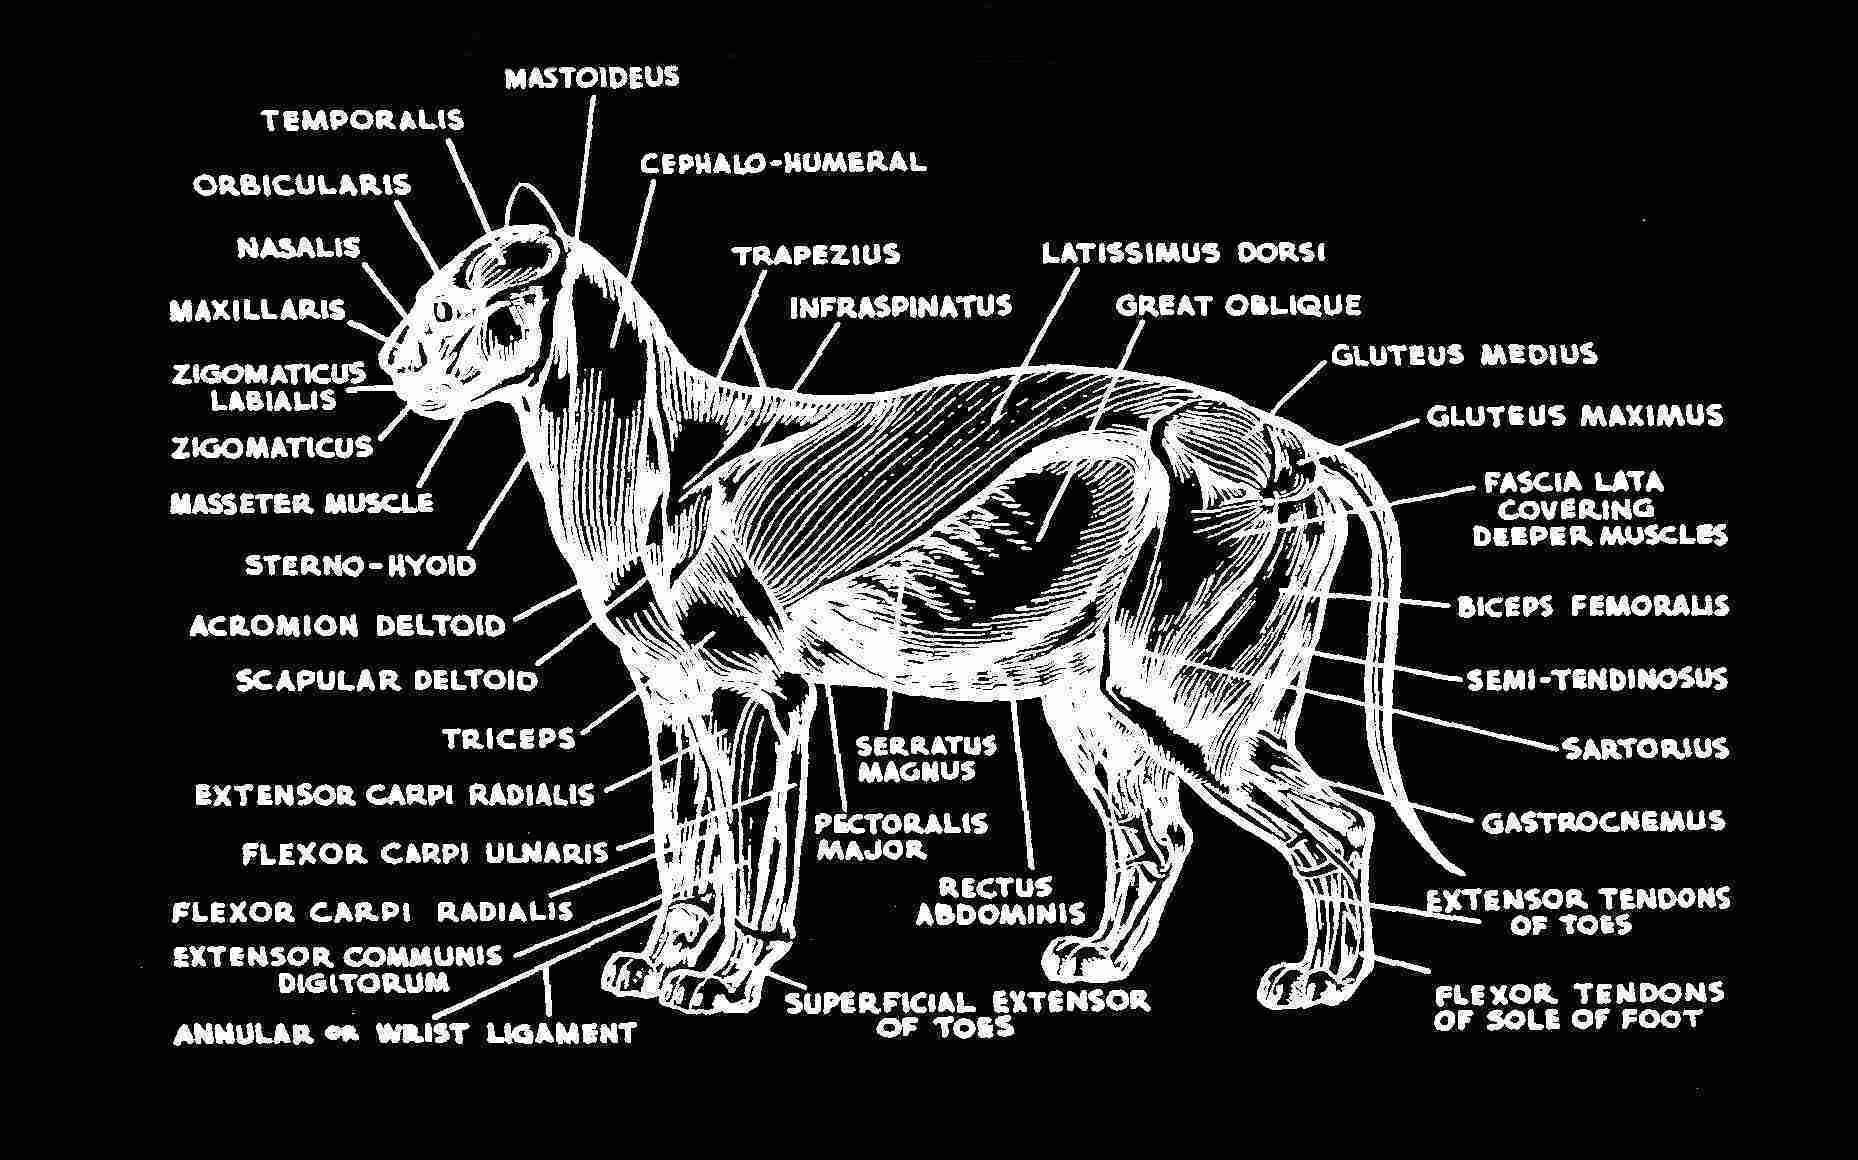 MASTOIDEUS
TEMPORALIS
CEPHALO-HUMERAL
ORBICULARIS
NASALIS
TRAPEZIUS
LATISSIMUS DORSI
MAXILLARIS
INFRASPINATUS
GREAT OBLIQUE
GLUTEUS MEDIUS
ZIGOMATICUS
LABIALIS
GLUTEUS MAXIMUS
ZIGOMATICUS
MASSETER MUSCLE
FASCIA LATA
COVERING
DEEPER MUSCLES
STERNO-HYOID
BICEPS FEMORALIS
ACROMION DELTOID
SCAPULAR DELTOID
SEMI-TENDINOSUS
TRICEPS
SERRATUS
MAGNUS
SARTORIUS
EXTENSOR CARPI RADIALIS
PECTORALIS
MAJOR
GASTROCNEMUS
FLEXOR CARPI ULNARIS
RECTUS
ABDOMINIS
FLEXOR CARPI RADIALIS
EXTENSOR TENDONS
OF TOES
EXTENSOR COMMUNIS
DIGITORUM
SUPERFICIAL EXTENSOR
OF TOES
FLEXOR TENDONS
OF SOLE OF FOOT
ANNULAR OR WRIST LIGAMENT